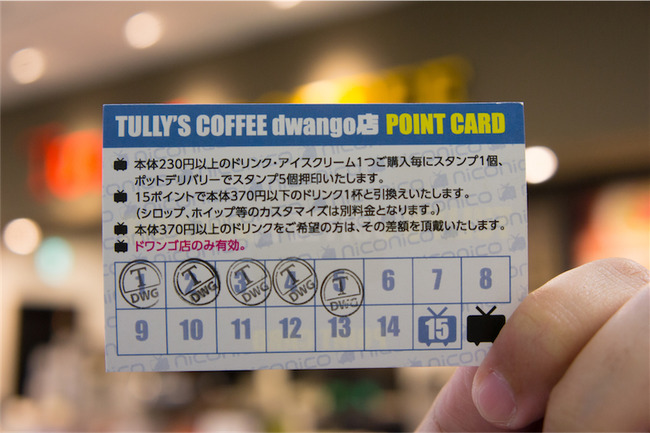 TULLY'S COFFEE dwango店 POINT CARD
本体230円以上のドリンク・アイスクリーム1つご購入毎にスタンプ1個、
ポットデリバリーでスタンプ5個押印いたします。
15ポイントで本体370円以下のドリンク1杯と引換えいたします。
(シロップ、ホイップ等のカスタマイズは別料金となります。)
本体370円以上のドリンクをご希望の方は、その差額を頂戴いたします。
ドワンゴ店のみ有効。
1 2 3 4 5 6 7 8
T T T T T
DWG DWG DWG DWG DWG
9 10 11 12 13 14 15
niconico niconico niconico